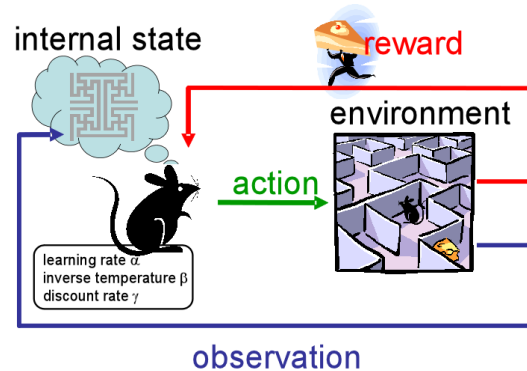 internal state
reward
environment
action
learning rate α
inverse temperature β
discount rate γ
observation